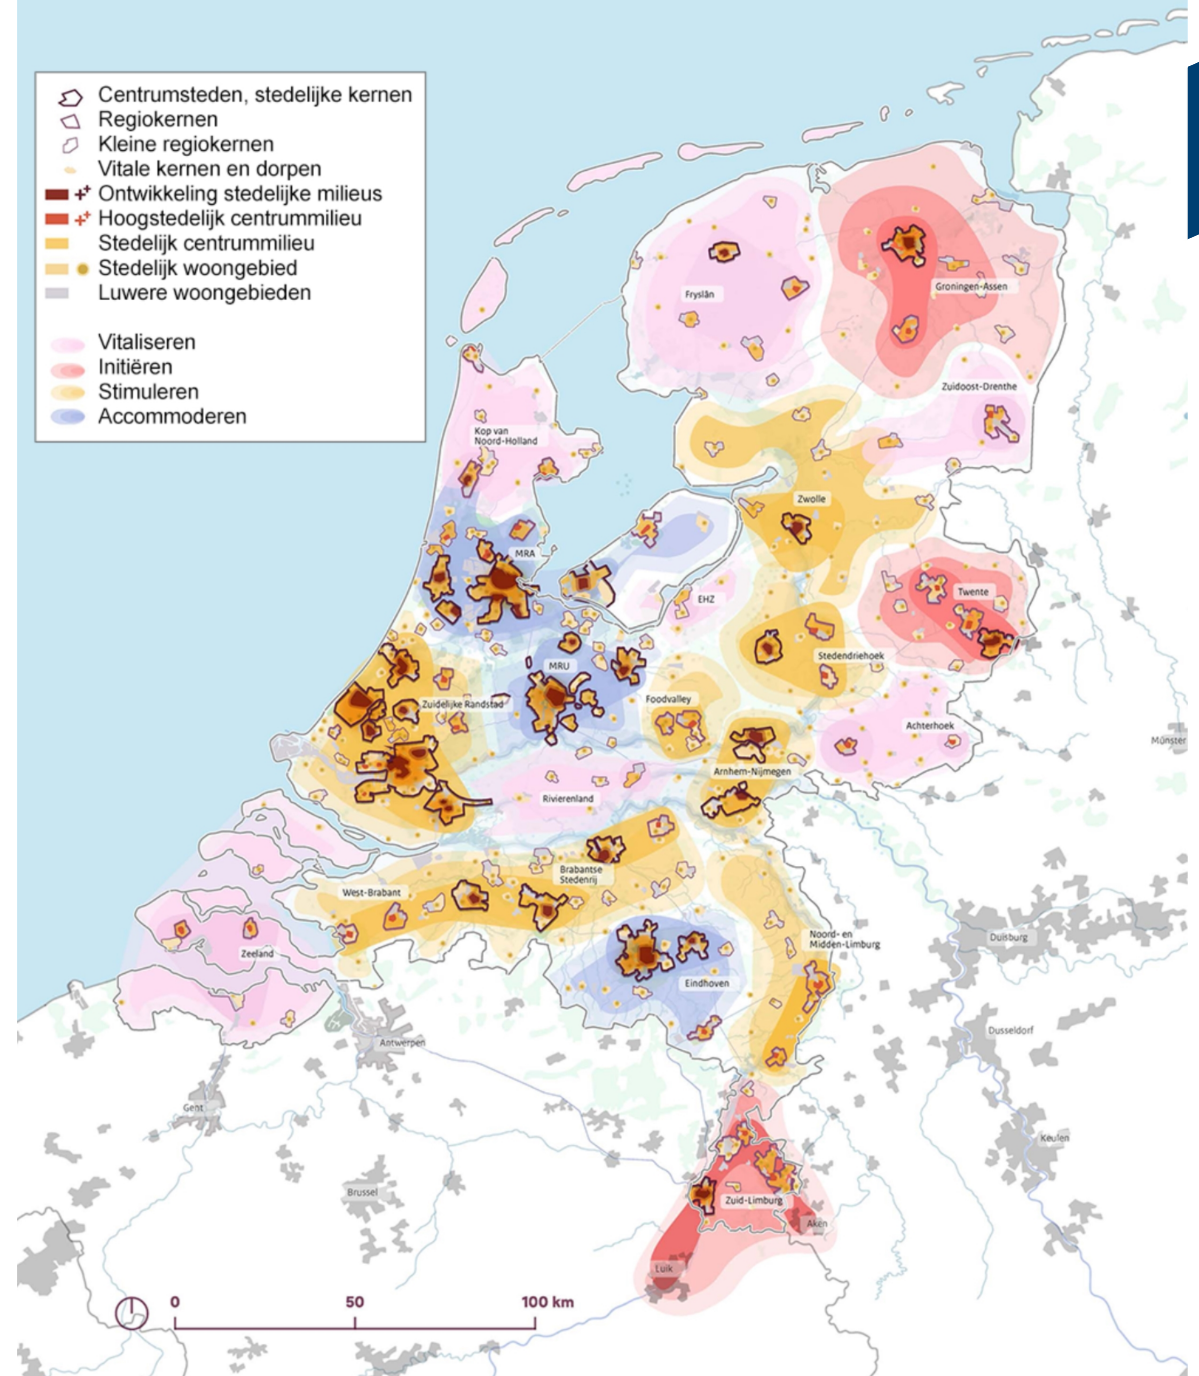 Centrumsteden, stedelijke kernen
Regiokernen
Kleine regiokernen
Vitale kernen en dorpen
Ontwikkeling stedelijke milieus
Hoogstedelijk centrummilieu
Stedelijk centrummilieu
Stedelijk woongebied
Luwere woongebieden
Vitaliseren
Initiëren
Stimuleren
Accommoderen
Fryslân
Groningen-Assen
Zuidoost-Drenthe
Kop van
Noord-Holland
Zwolle
MRA
EHZ
Twente
Stedendriehoek
MRU
Zuidelijke Randstad
Foodvalley
Achterhoek
Münster
Arnhem-Nijmegen
Rivierenland
Brabantse
Stedenrij
West-Brabant
Noord- en
Midden-Limburg
Duisburg
Zeeland
Eindhoven
Dusseldorf
Antwerpen
Gent
Keulen
Brussel
Zuid-Limburg
Aken
Luik
0 50 100 km